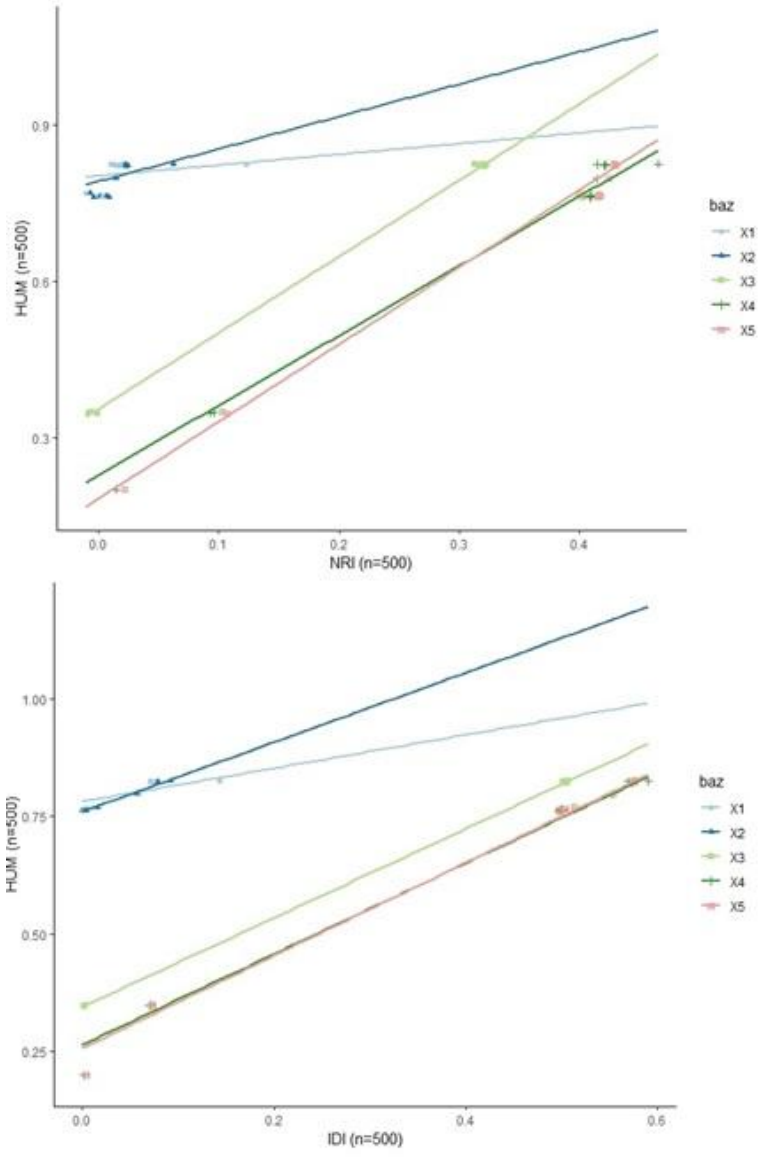 HUM (n=500)
0.9
0.6
0.3
0.0 0.1 0.2 0.3 0.4
NRI (n=500)
baz
X1
X2
X3
X4
X5
HUM (n=500)
1.00
0.75
0.50
0.25
0.0 0.2 0.4 0.6
IDI (n=500)
baz
X1
X2
X3
X4
X5